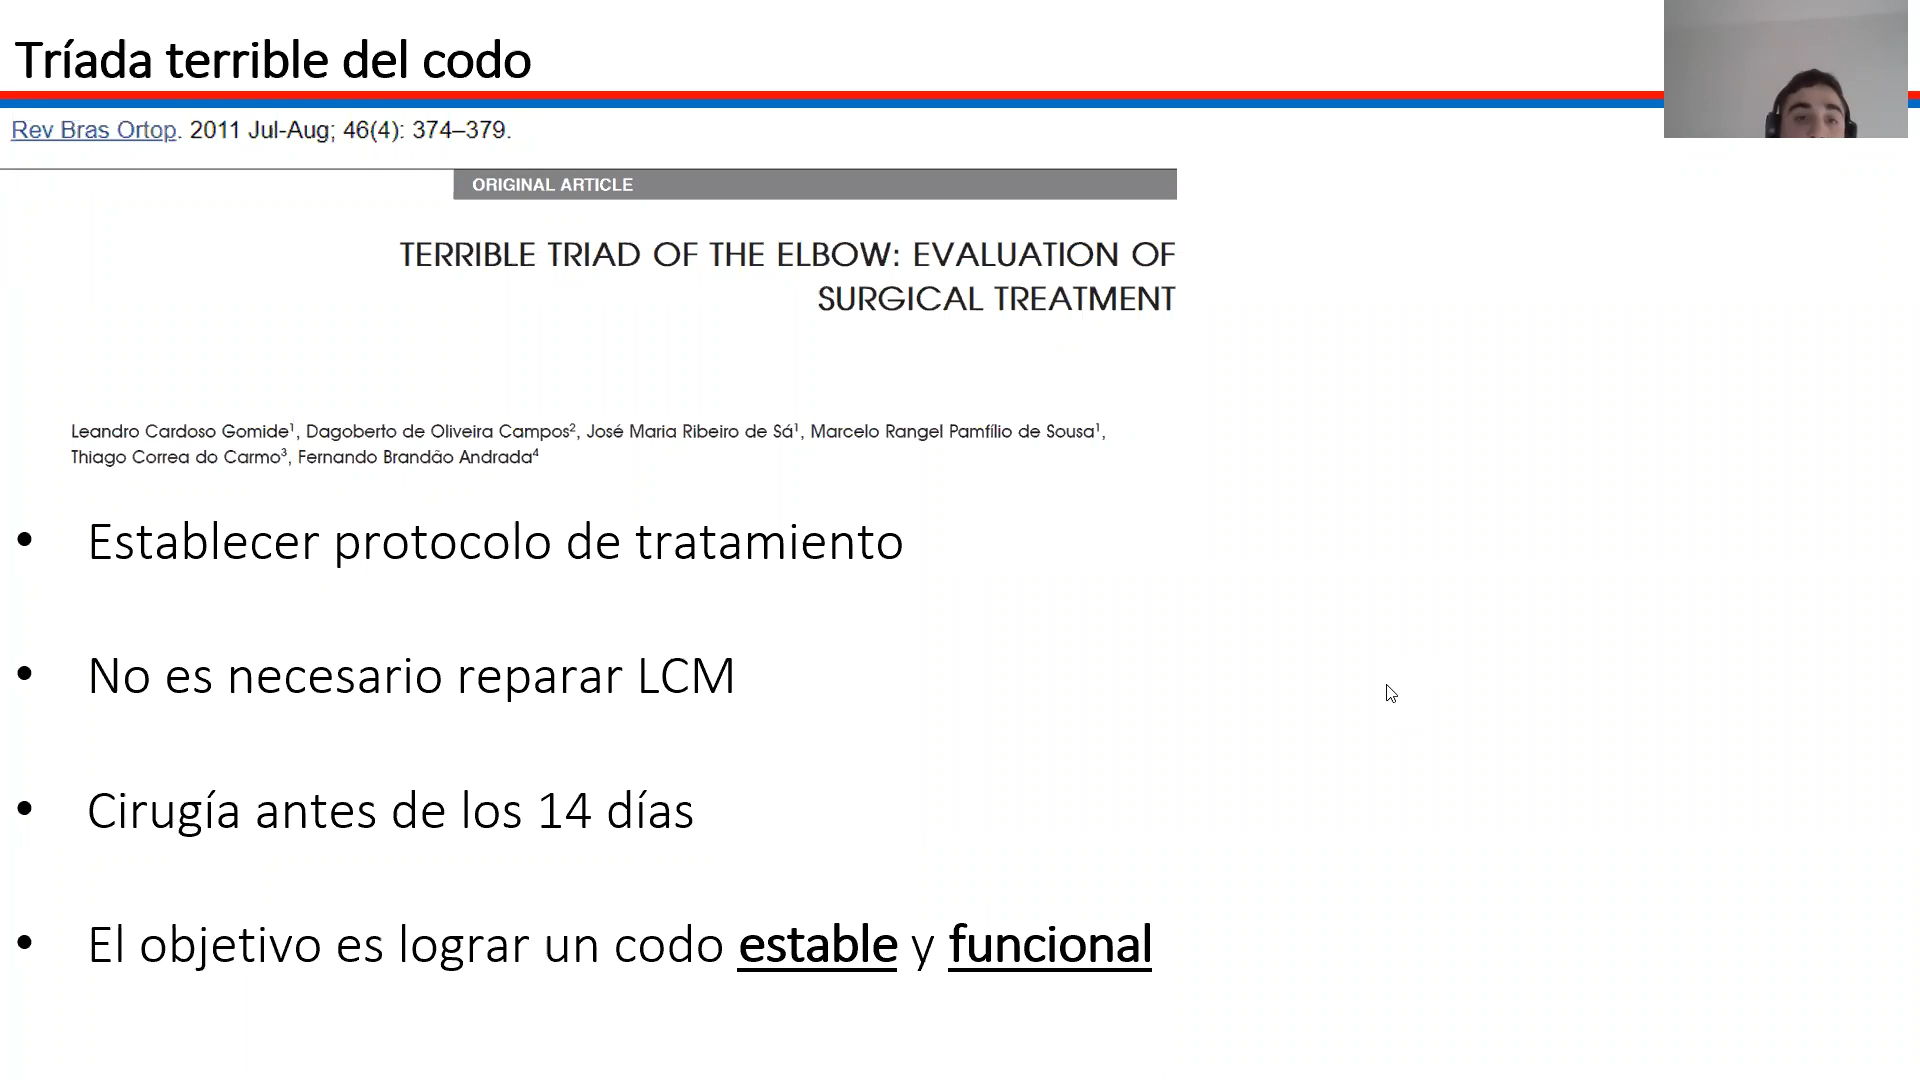 Tríada terrible del codo
Rev Bras Ortop. 2011 Jul-Aug; 46(4): 374–379.
ORIGINAL ARTICLE
TERRIBLE TRIAD OF THE ELBOW: EVALUATION OF
SURGICAL TREATMENT
Leandro Cardoso Gomide¹, Dagoberto de Oliveira Campos², José Maria Ribeiro de Sá¹, Marcelo Rangel Pamfílio de Sousa¹,
Thiago Correa do Carmo³, Fernando Brandão Andrada⁴
• Establecer protocolo de tratamiento
• No es necesario reparar LCM
• Cirugía antes de los 14 días
• El objetivo es lograr un codo estable y funcional